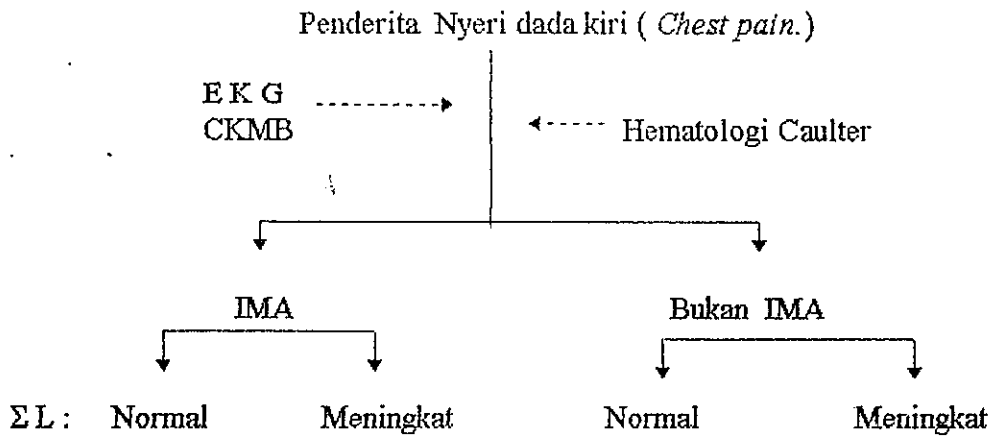 Penderita Nyeri dada kiri ( Chest pain.)
E K G
CKMB
Hematologi Caulter
IMA
Bukan IMA
Σ L : Normal Meningkat Normal Meningkat